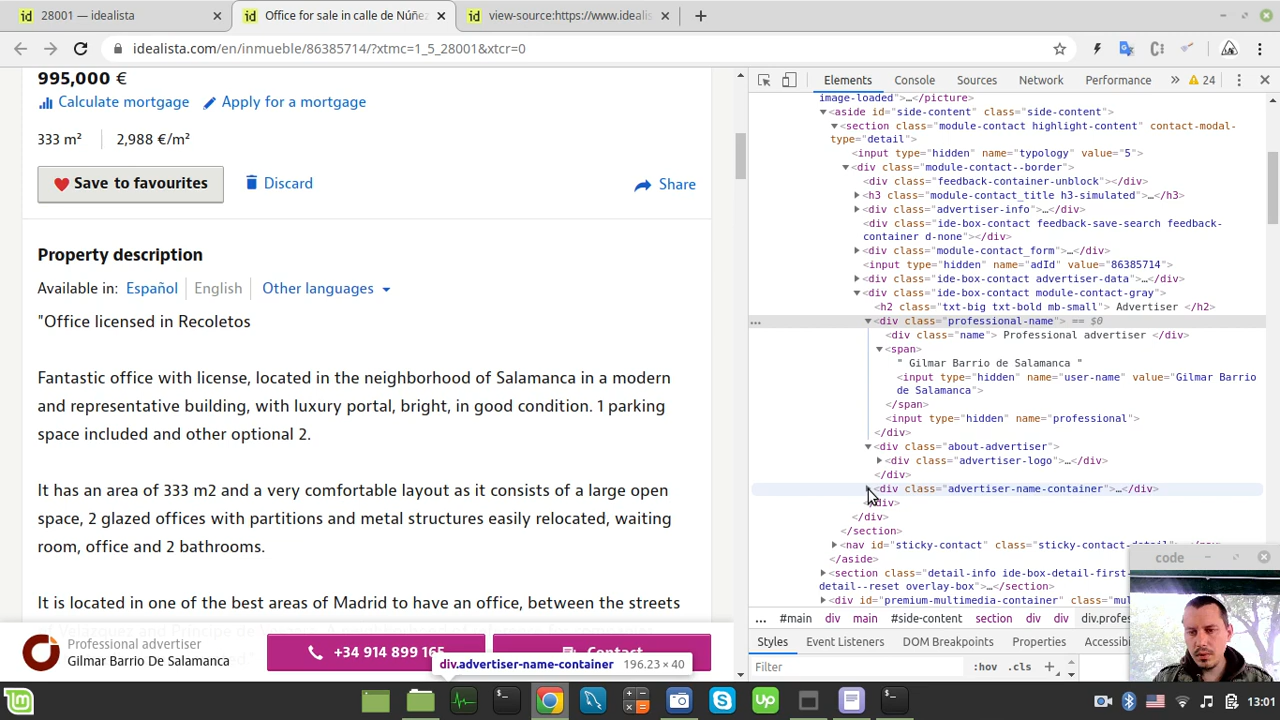 28001 — idealista
Office for sale in calle de Núñez
view-source:https://www.idealis
idealista.com/en/inmueble/86385714/?xtmc=1_5_28001&xtcr=0
995,000 €
Calculate mortgage
Apply for a mortgage
333 m²
2,988 €/m²
Save to favourites
Discard
Share
Property description
Available in: Español English Other languages
"Office licensed in Recoletos
Fantastic office with license, located in the neighborhood of Salamanca in a modern
and representative building, with luxury portal, bright, in good condition. 1 parking
space included and other optional 2.
It has an area of 333 m2 and a very comfortable layout as it consists of a large open
space, 2 glazed offices with partitions and metal structures easily relocated, waiting
room, office and 2 bathrooms.
It is located in one of the best areas of Madrid to have an office, between the streets
Professional advertiser
Gilmar Barrio De Salamanca
+34 914 899 165
Contact
div.advertiser-name-container 196.23 × 40
Elements Console Sources Network Performance » 24
image-loaded">…</picture>
<aside id="side-content" class="side-content">
<section class="module-contact highlight-content" contact-modal-
type="detail">
<input type="hidden" name="typology" value="5">
<div class="module-contact--border">
<div class="feedback-container-unblock"></div>
<h3 class="module-contact_title h3-simulated">…</h3>
<div class="advertiser-info">…</div>
<div class="ide-box-contact feedback-save-search feedback-
container d-none"></div>
<div class="module-contact_form">…</div>
<input type="hidden" name="adId" value="86385714">
<div class="ide-box-contact advertiser-data">…</div>
<div class="ide-box-contact module-contact-gray">
<h2 class="txt-big txt-bold mb-small"> Advertiser </h2>
… <div class="professional-name"> == $0
<div class="name"> Professional advertiser </div>
<span>
" Gilmar Barrio de Salamanca "
<input type="hidden" name="user-name" value="Gilmar Barrio
de Salamanca">
</span>
<input type="hidden" name="professional">
</div>
<div class="about-advertiser">
<div class="advertiser-logo">…</div>
</div>
<div class="advertiser-name-container">…</div>
</div>
</div>
</section>
<nav id="sticky-contact" class="sticky-contact-detail
</aside>
<section class="detail-info ide-box-detail-first-
detail--reset overlay-box">…</section>
<div id="premium-multimedia-container" class="mul
… #main div main #side-content section div div div.profes
Styles Event Listeners DOM Breakpoints Properties Accessib
Filter :hov .cls +
code
13:01